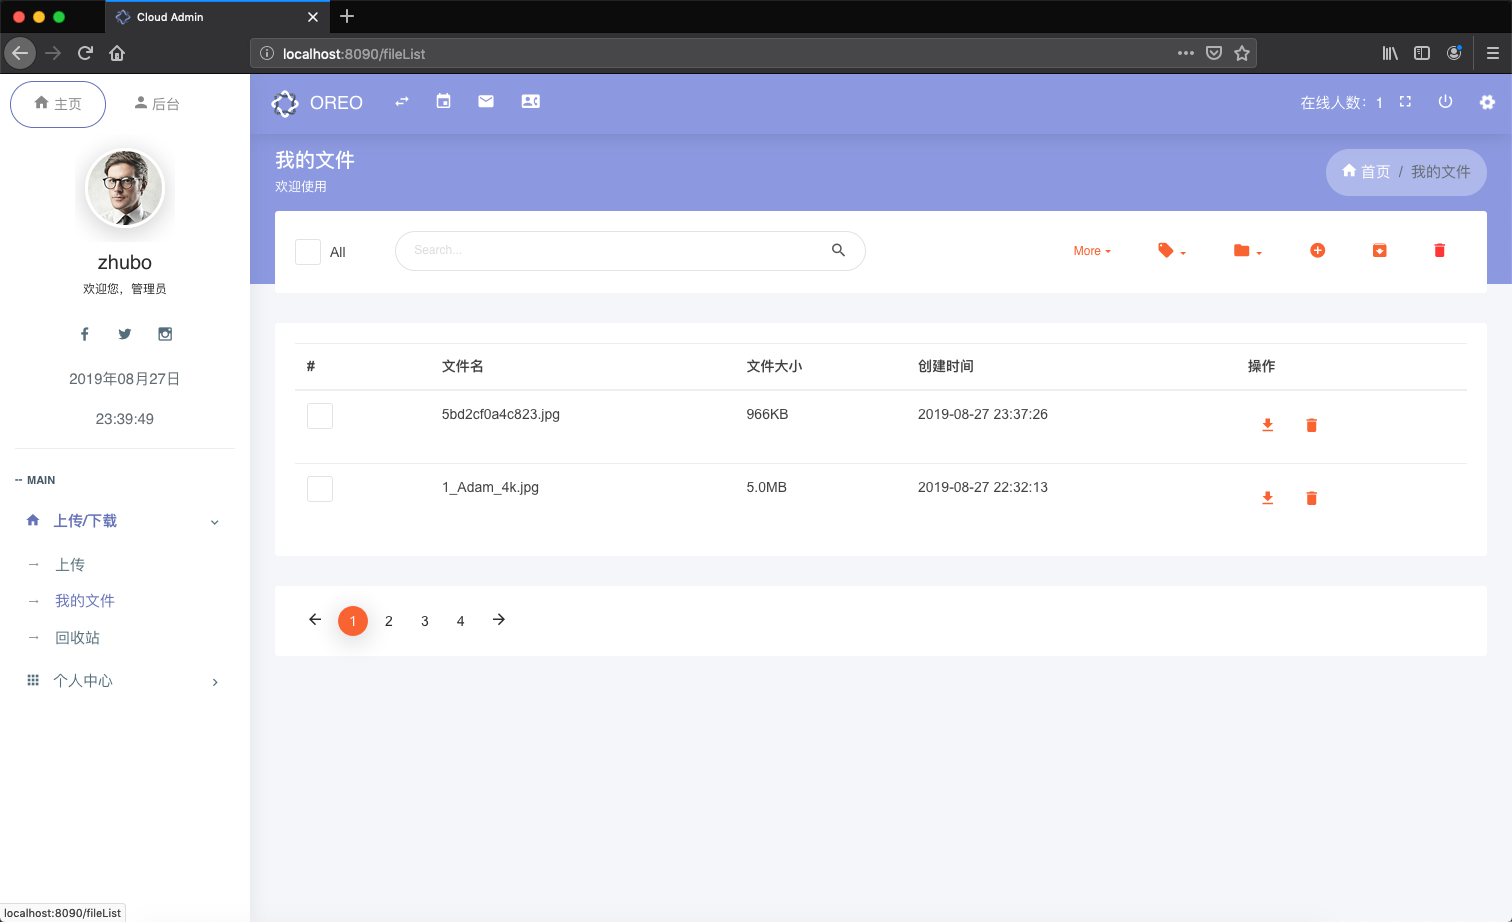 Cloud Admin
localhost:8090/fileList
主页
后台
zhubo
欢迎您，管理员
2019年08月27日
23:39:49
-- MAIN
上传/下载
上传
我的文件
回收站
个人中心
OREO
在线人数：1
我的文件
欢迎使用
首页 / 我的文件
All
Search...
More
# 文件名 文件大小 创建时间 操作
5bd2cf0a4c823.jpg 966KB 2019-08-27 23:37:26
1_Adam_4k.jpg 5.0MB 2019-08-27 22:32:13
1 2 3 4
localhost:8090/fileList